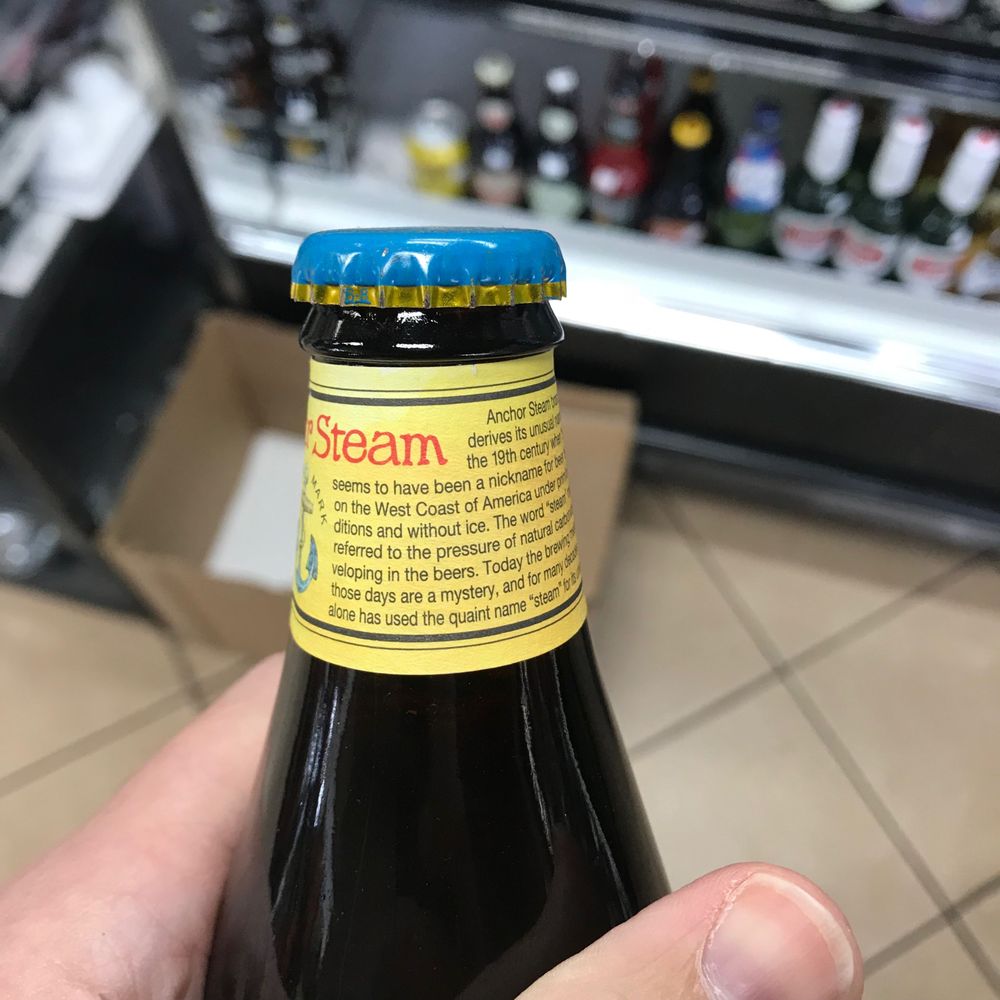 Steam
MARK
Anchor Steam
derives its unusual
the 19th century
seems to have been a nickname for
on the West Coast of America under
ditions and without ice. The word "steam"
referred to the pressure of natural
veloping in the beers. Today the brewing
those days are a mystery, and for many
alone has used the quaint name "steam" for